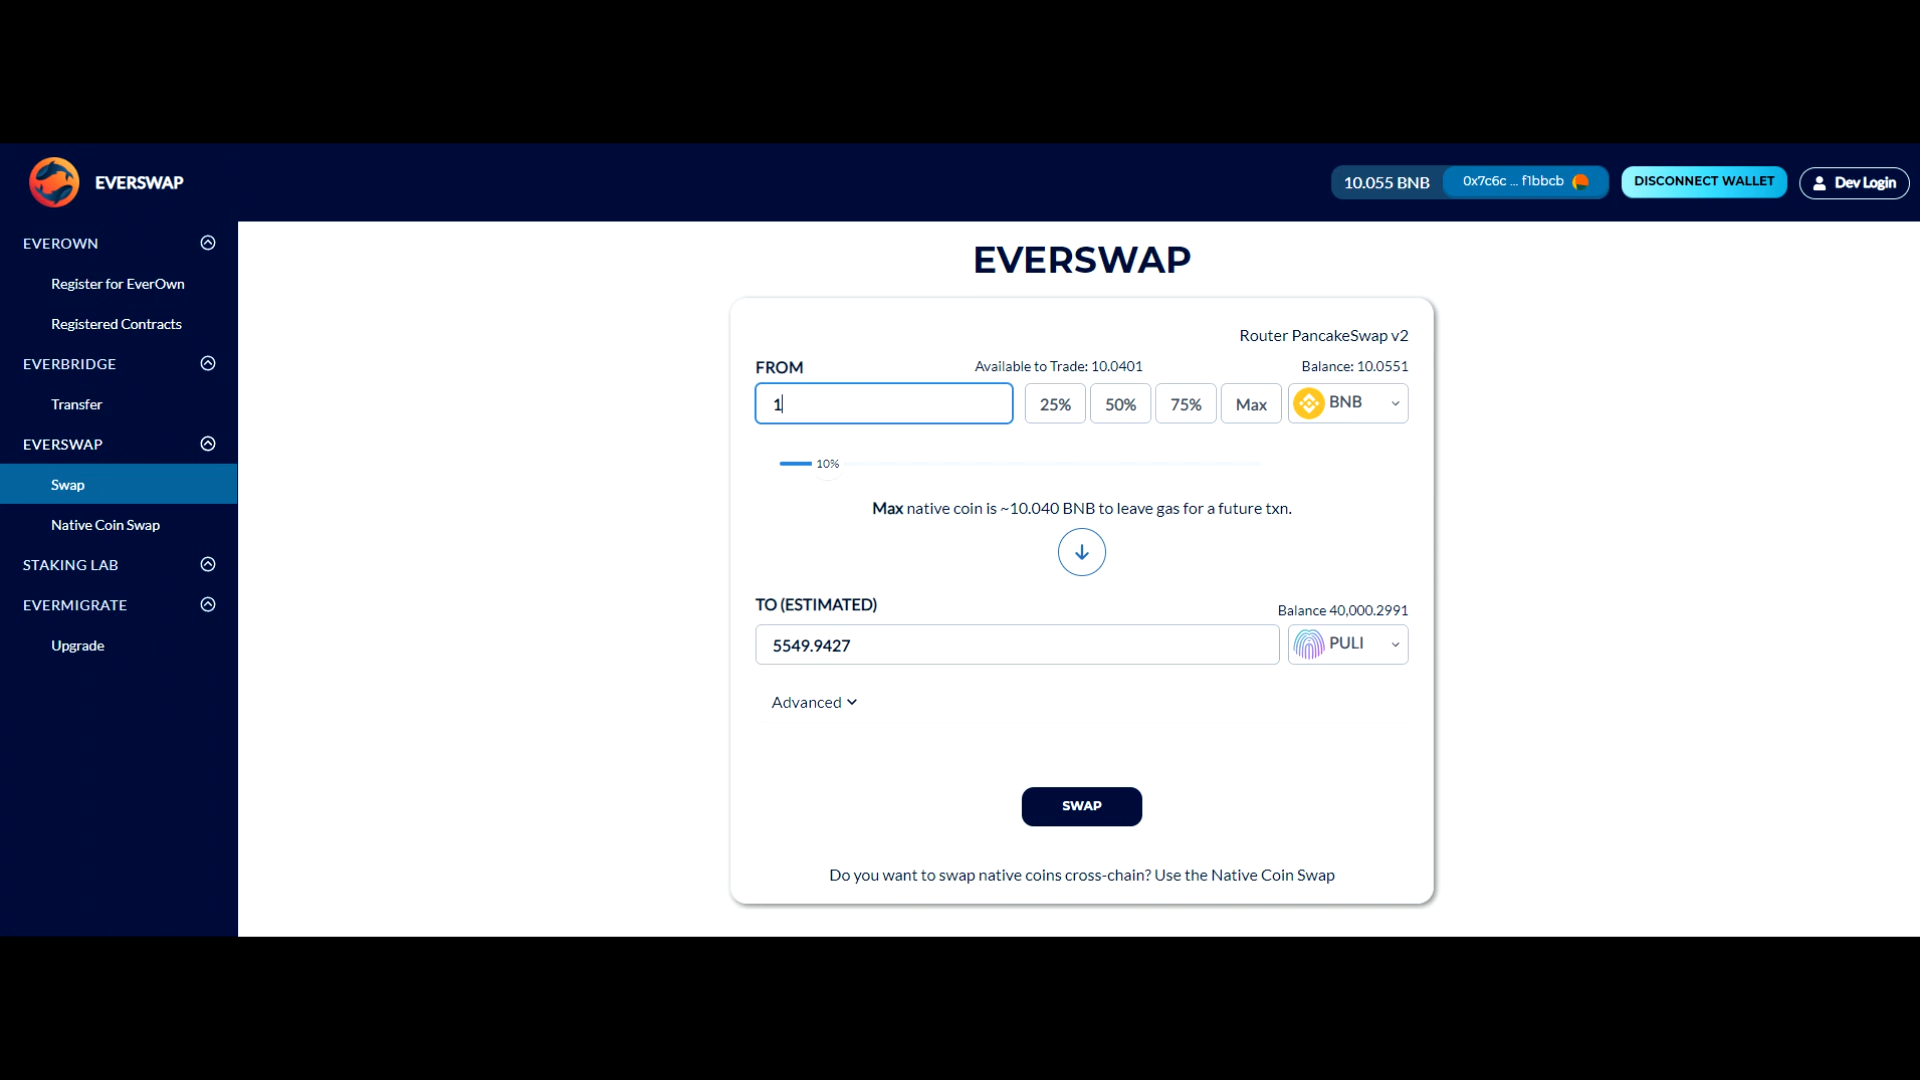 EVERSWAP
10.055 BNB
0x7c6c ... f1bbcb
DISCONNECT WALLET
Dev Login
EVEROWN
Register for EverOwn
Registered Contracts
EVERBRIDGE
Transfer
EVERSWAP
Swap
Native Coin Swap
STAKING LAB
EVERMIGRATE
Upgrade
EVERSWAP
Router PancakeSwap v2
FROM
Available to Trade: 10.0401
Balance: 10.0551
1
25%
50%
75%
Max
BNB
10%
Max native coin is ~10.040 BNB to leave gas for a future txn.
TO (ESTIMATED)
Balance 40,000.2991
5549.9427
PULI
Advanced
SWAP
Do you want to swap native coins cross-chain? Use the Native Coin Swap